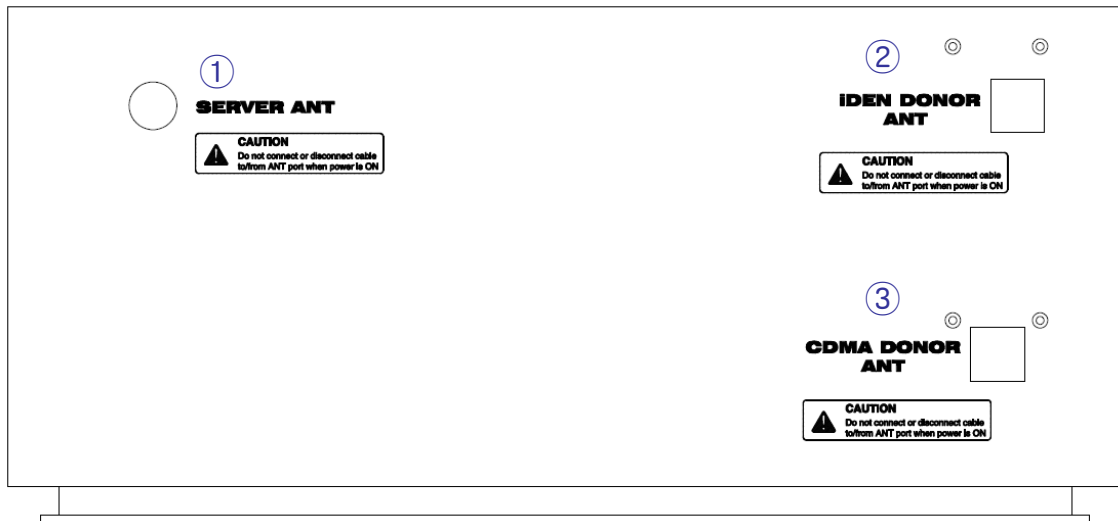 ①
SERVER ANT
CAUTION
Do not connect or disconnect cable
to/from ANT port when power is ON
②
iDEN DONOR
ANT
CAUTION
Do not connect or disconnect cable
to/from ANT port when power is ON
③
CDMA DONOR
ANT
CAUTION
Do not connect or disconnect cable
to/from ANT port when power is ON